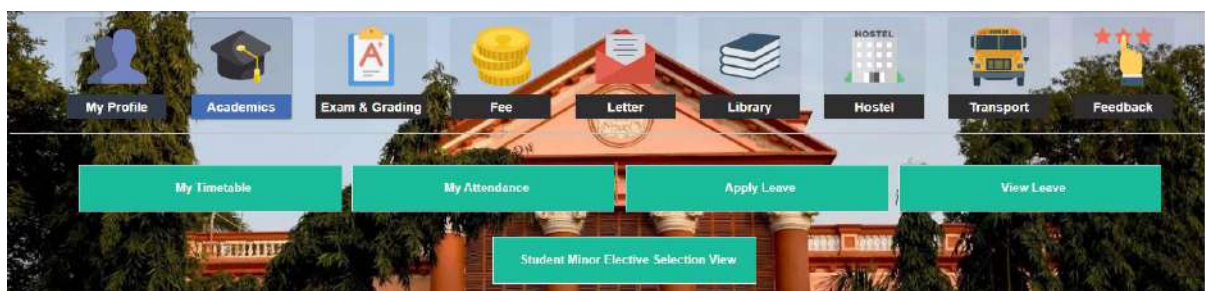 HOSTEL
My Profile
Academics
Exam & Grading
Fee
Letter
Library
Hostel
Transport
Feedback
My Timetable
My Attendance
Apply Leave
View Leave
Student Minor Elective Selection View